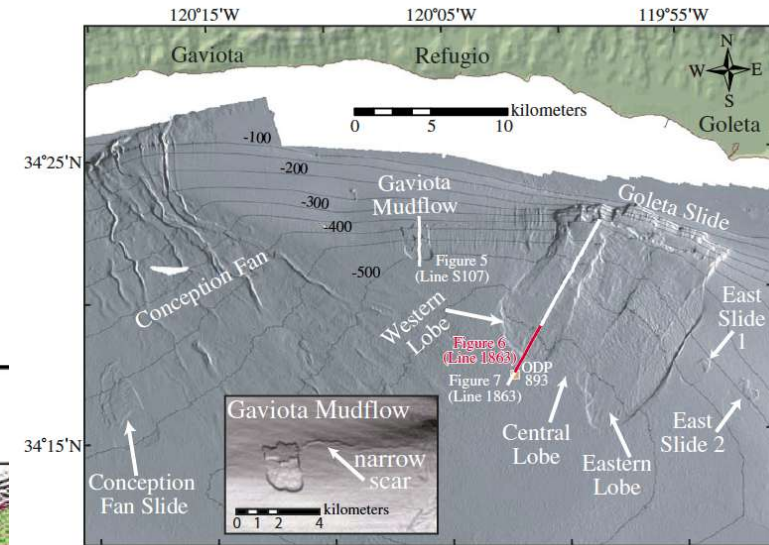 120°15'W 120°05'W 119°55'W
Gaviota Refugio
N
W E
S
kilometers
0 5 10
Goleta
34°25'N
-100
-200
-300
-400
-500
Gaviota
Mudflow
Goleta Slide
Figure 5
(Line S107)
Conception Fan
Western
Lobe
East
Slide
1
Figure 6
(Line 1863)
ODP
893
Figure 7
(Line 1863)
34°15'N
Gaviota Mudflow
narrow
scar
kilometers
0 1 2 4
Central
Lobe
Eastern
Lobe
East
Slide 2
Conception
Fan Slide